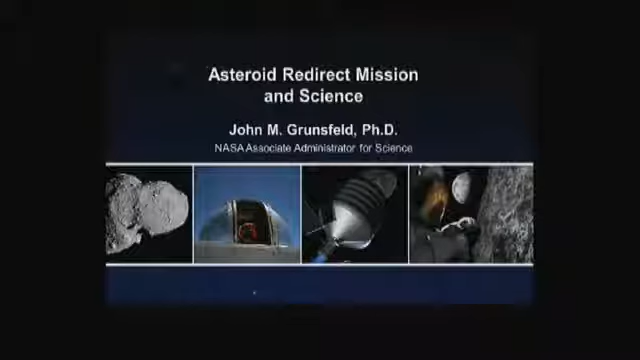 Asteroid Redirect Mission
and Science
John M. Grunsfeld, Ph.D.
NASA Associate Administrator for Science